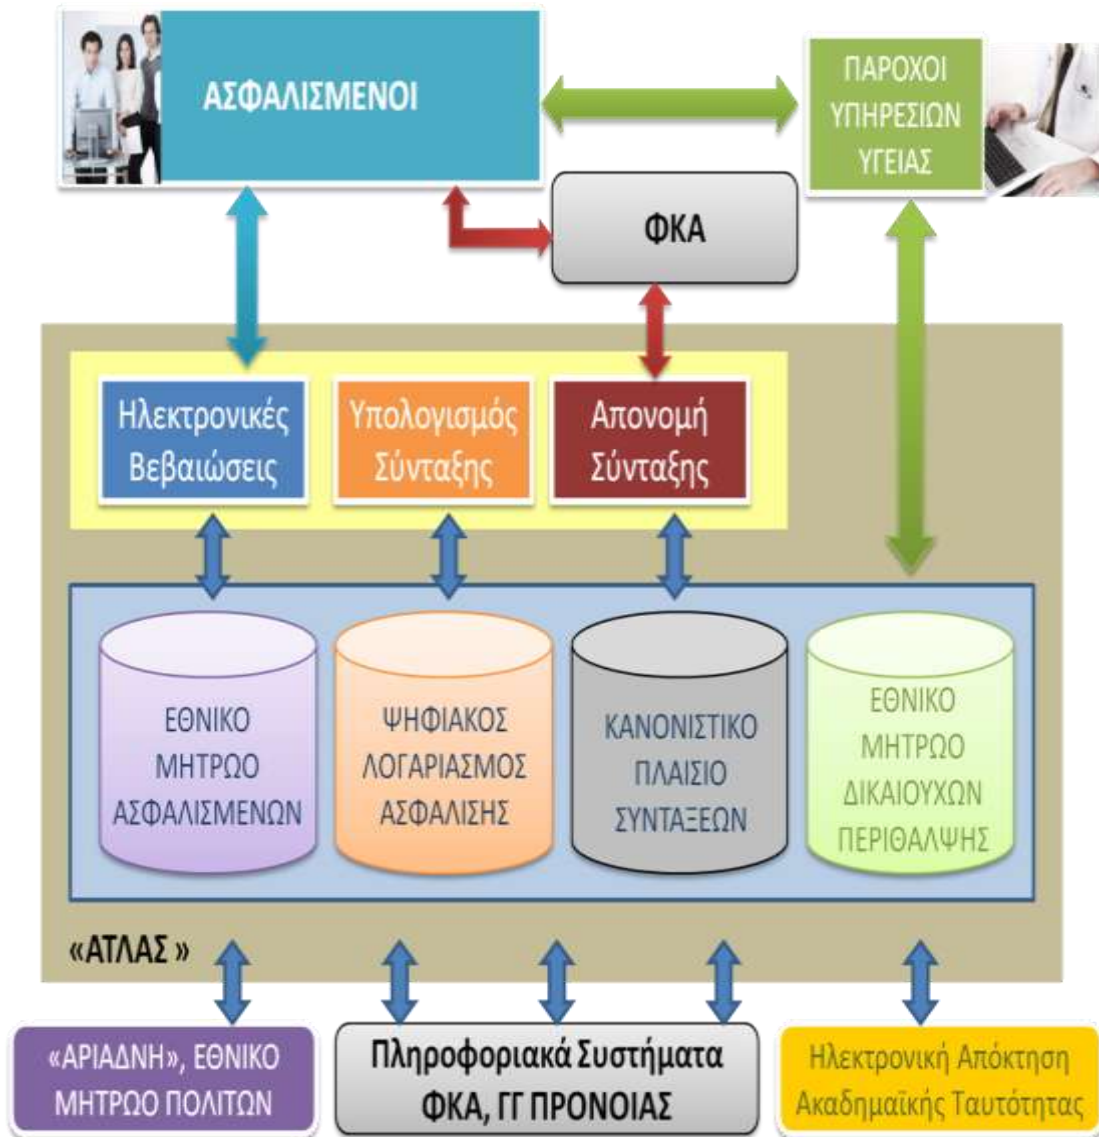 ΑΣΦΑΛΙΣΜΕΝΟΙ
ΠΑΡΟΧΟΙ
ΥΠΗΡΕΣΙΩΝ
ΥΓΕΙΑΣ
ΦΚΑ
Ηλεκτρονικές
Βεβαιώσεις
Υπολογισμός
Σύνταξης
Απονομή
Σύνταξης
ΕΘΝΙΚΟ
ΜΗΤΡΩΟ
ΑΣΦΑΛΙΣΜΕΝΩΝ
ΨΗΦΙΑΚΟΣ
ΛΟΓΑΡΙΑΣΜΟΣ
ΑΣΦΑΛΙΣΗΣ
ΚΑΝΟΝΙΣΤΙΚΟ
ΠΛΑΙΣΙΟ
ΣΥΝΤΑΞΕΩΝ
ΕΘΝΙΚΟ
ΜΗΤΡΩΟ
ΔΙΚΑΙΟΥΧΩΝ
ΠΕΡΙΘΑΛΨΗΣ
«ΑΤΛΑΣ »
«ΑΡΙΑΔΝΗ», ΕΘΝΙΚΟ
ΜΗΤΡΩΟ ΠΟΛΙΤΩΝ
Πληροφοριακά Συστήματα
ΦΚΑ, ΓΓ ΠΡΟΝΟΙΑΣ
Ηλεκτρονική Απόκτηση
Ακαδημαϊκής Ταυτότητας